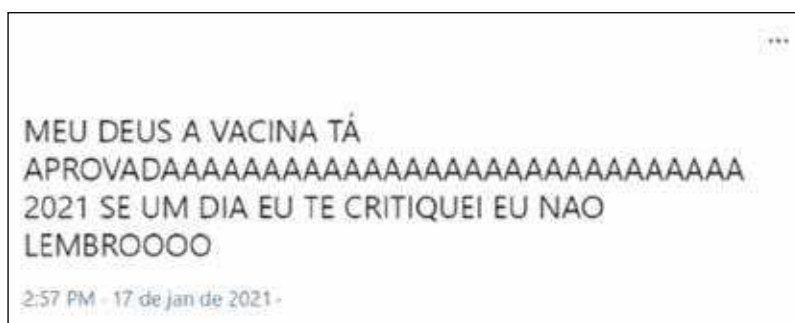 ...
MEU DEUS A VACINA TÁ
APROVADAAAAAAAAAAAAAAAAAAAAAAAAAAAAAAAA
2021 SE UM DIA EU TE CRITIQUEI EU NAO
LEMBROOOO
2:57 PM · 17 de jan de 2021 ·